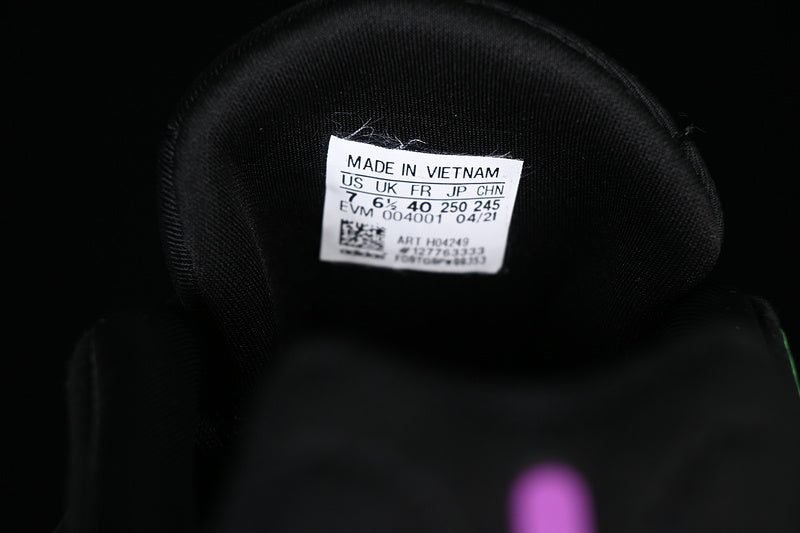 MADE IN VIETNAM
US UK FR JP CHN
7 6½ 40 250 245
EVM 004001 04/21
ART H04249
#127763333
adidas